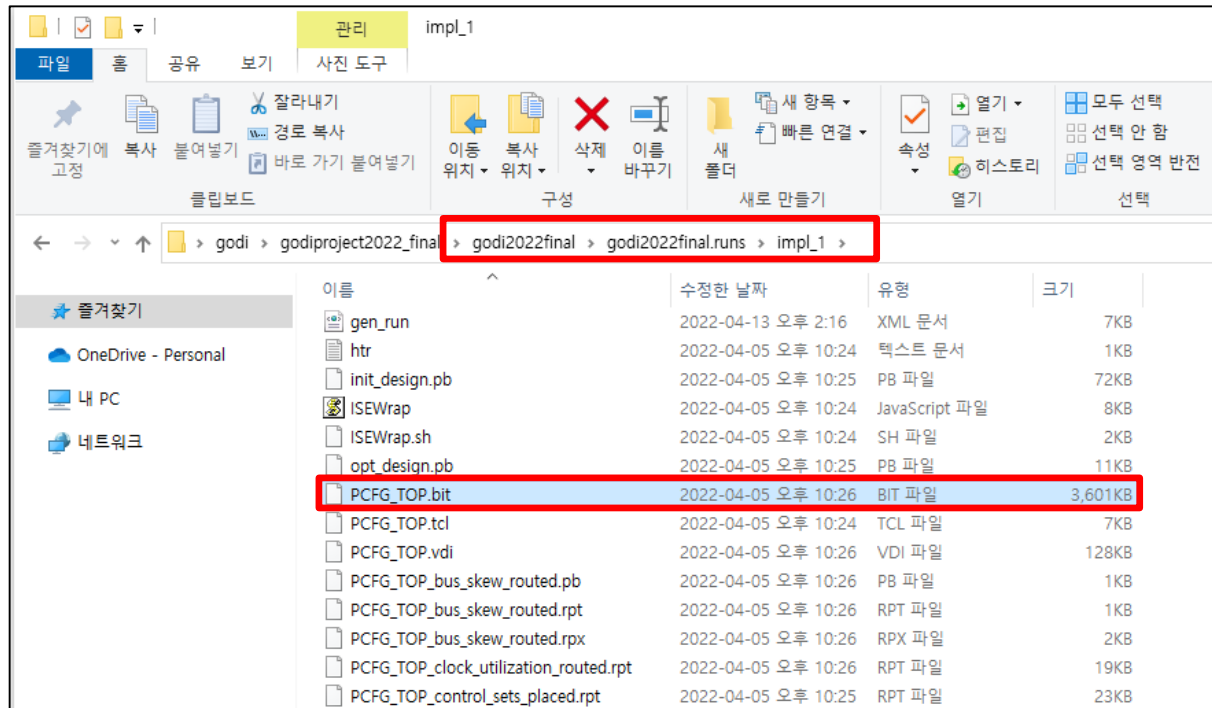 관리 impl_1
파일 홈 공유 보기 사진 도구
즐겨찾기에 고정
복사
붙여넣기
잘라내기
경로 복사
바로 가기 붙여넣기
클립보드
이동 위치
복사 위치
삭제
이름 바꾸기
구성
새 폴더
새 항목
빠른 연결
새로 만들기
속성
열기
편집
히스토리
열기
모두 선택
선택 안 함
선택 영역 반전
선택
› godi › godiproject2022_final › godi2022final › godi2022final.runs › impl_1 ›
즐겨찾기
OneDrive - Personal
내 PC
네트워크
이름 수정한 날짜 유형 크기
gen_run 2022-04-13 오후 2:16 XML 문서 7KB
htr 2022-04-05 오후 10:24 텍스트 문서 1KB
init_design.pb 2022-04-05 오후 10:25 PB 파일 72KB
ISEWrap 2022-04-05 오후 10:24 JavaScript 파일 8KB
ISEWrap.sh 2022-04-05 오후 10:24 SH 파일 2KB
opt_design.pb 2022-04-05 오후 10:25 PB 파일 11KB
PCFG_TOP.bit 2022-04-05 오후 10:26 BIT 파일 3,601KB
PCFG_TOP.tcl 2022-04-05 오후 10:24 TCL 파일 7KB
PCFG_TOP.vdi 2022-04-05 오후 10:26 VDI 파일 128KB
PCFG_TOP_bus_skew_routed.pb 2022-04-05 오후 10:26 PB 파일 1KB
PCFG_TOP_bus_skew_routed.rpt 2022-04-05 오후 10:26 RPT 파일 1KB
PCFG_TOP_bus_skew_routed.rpx 2022-04-05 오후 10:26 RPX 파일 2KB
PCFG_TOP_clock_utilization_routed.rpt 2022-04-05 오후 10:26 RPT 파일 19KB
PCFG_TOP_control_sets_placed.rpt 2022-04-05 오후 10:25 RPT 파일 23KB